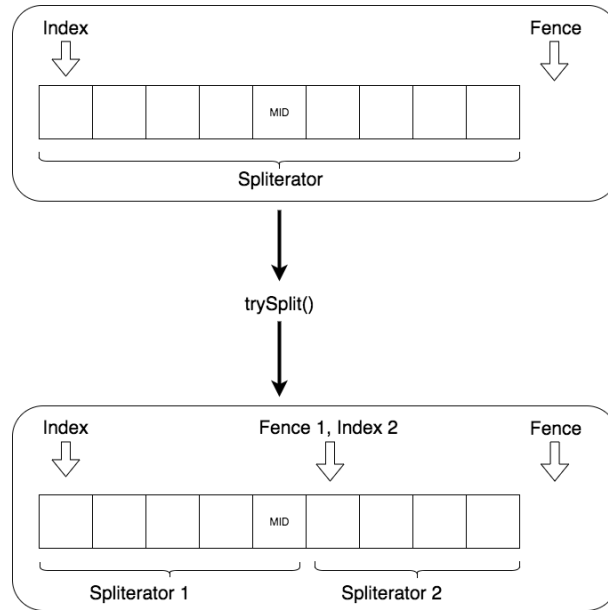 Index Fence
MID
Spliterator
trySplit()
Index Fence 1, Index 2 Fence
MID
Spliterator 1 Spliterator 2